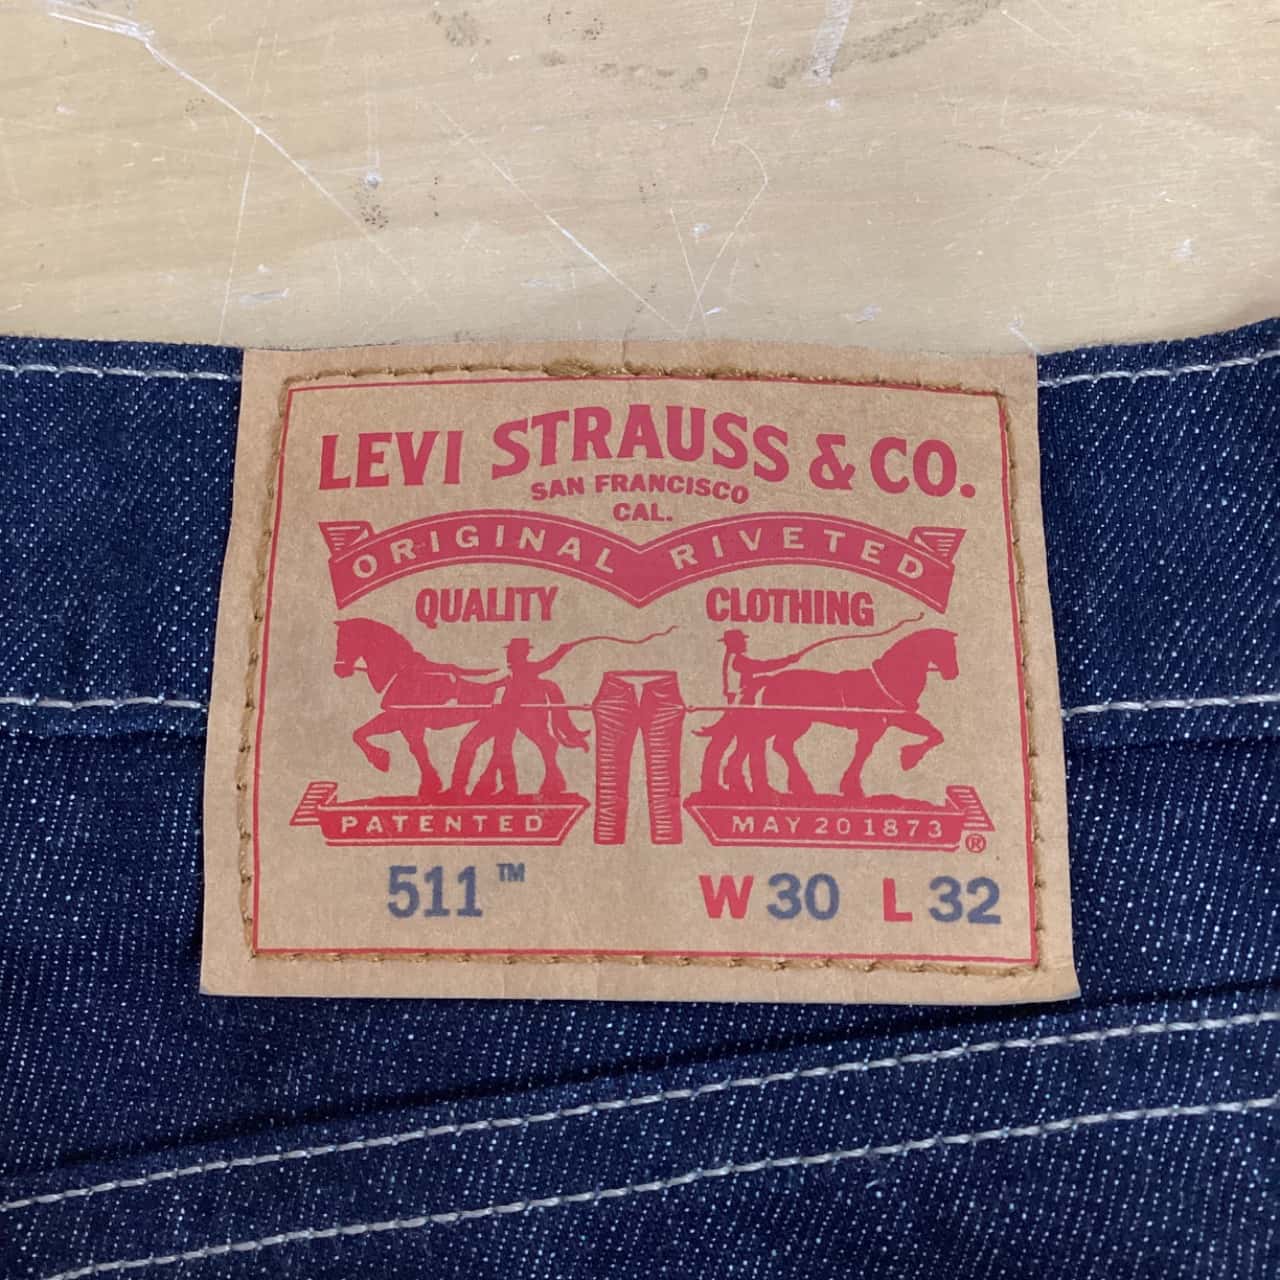 LEVI STRAUSS & CO.
SAN FRANCISCO
CAL.
ORIGINAL RIVETED
QUALITY CLOTHING
PATENTED MAY 20 1873 ®
511™ W 30 L 32